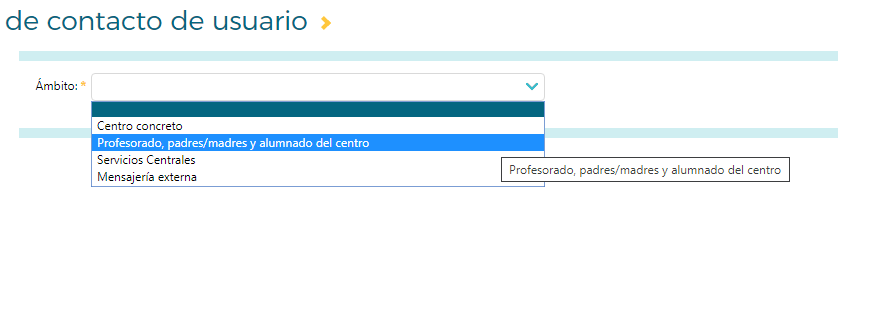 de contacto de usuario
Ámbito: *
Centro concreto
Profesorado, padres/madres y alumnado del centro
Servicios Centrales
Profesorado, padres/madres y alumnado del centro
Mensajería externa